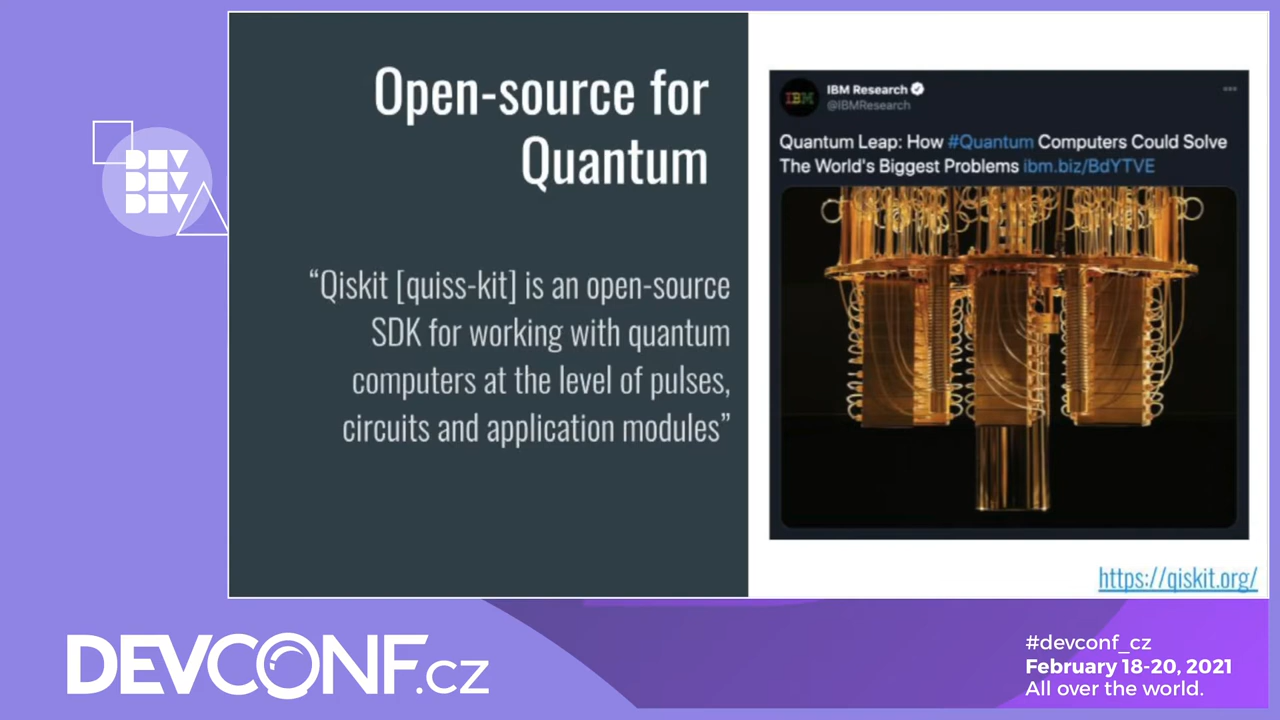 Open-source for
Quantum
“Qiskit [quiss-kit] is an open-source
SDK for working with quantum
computers at the level of pulses,
circuits and application modules”
IBM
IBM Research
@IBMResearch
Quantum Leap: How #Quantum Computers Could Solve
The World's Biggest Problems ibm.biz/BdYTVE
https://qiskit.org/
DEV
DEV
DEV
DEVCONF.cz
#devconf_cz
February 18-20, 2021
All over the world.